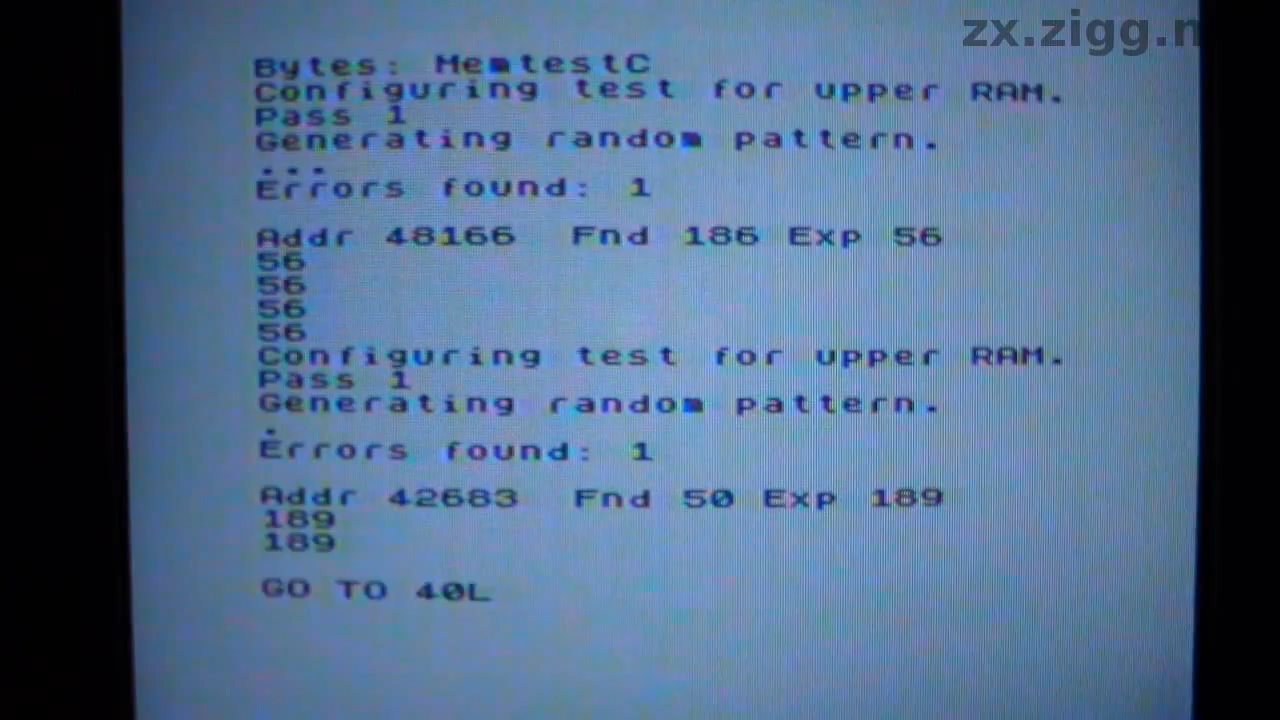 zx.zigg.n
Bytes: MemtestC
Configuring test for upper RAM.
Pass 1
Generating random pattern.
...
Errors found: 1
Addr 48166 Fnd 186 Exp 56
56
56
56
56
Configuring test for upper RAM.
Pass 1
Generating random pattern.
.
Errors found: 1
Addr 42683 Fnd 50 Exp 189
189
189
GO TO 40L